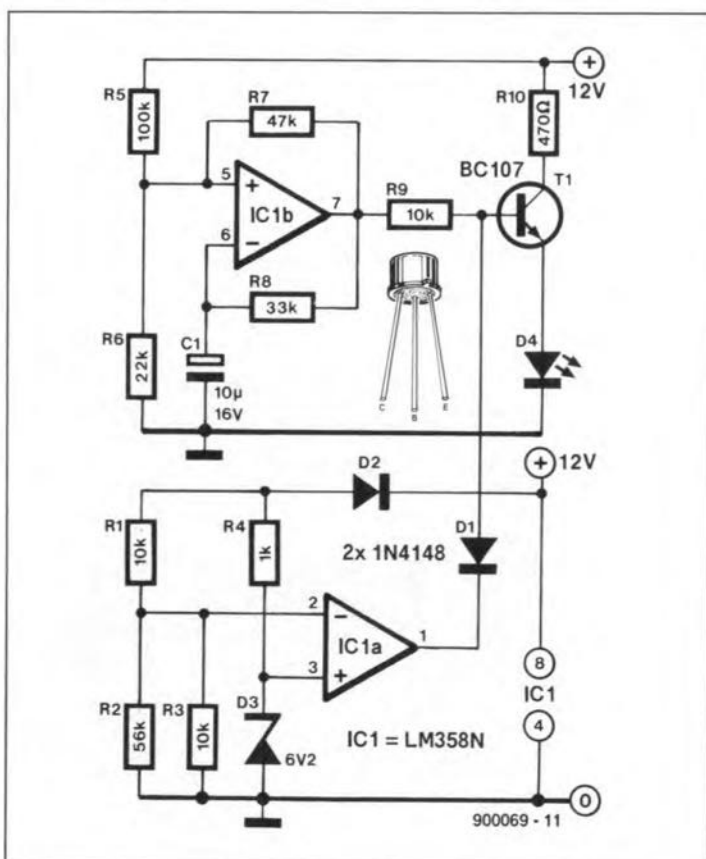 +
12V
R5
100k
R7
47k
R10
470Ω
BC107
T1
5
+
IC1b
7
R9
10k
6
−
R8
33k
R6
22k
C1
10µ
16V
C
B
E
D4
+
12V
D2
R1
10k
R4
1k
D1
2x 1N4148
2
−
IC1a
1
3
+
8
IC1
4
R2
56k
R3
10k
D3
6V2
IC1 = LM358N
0
900069 - 11